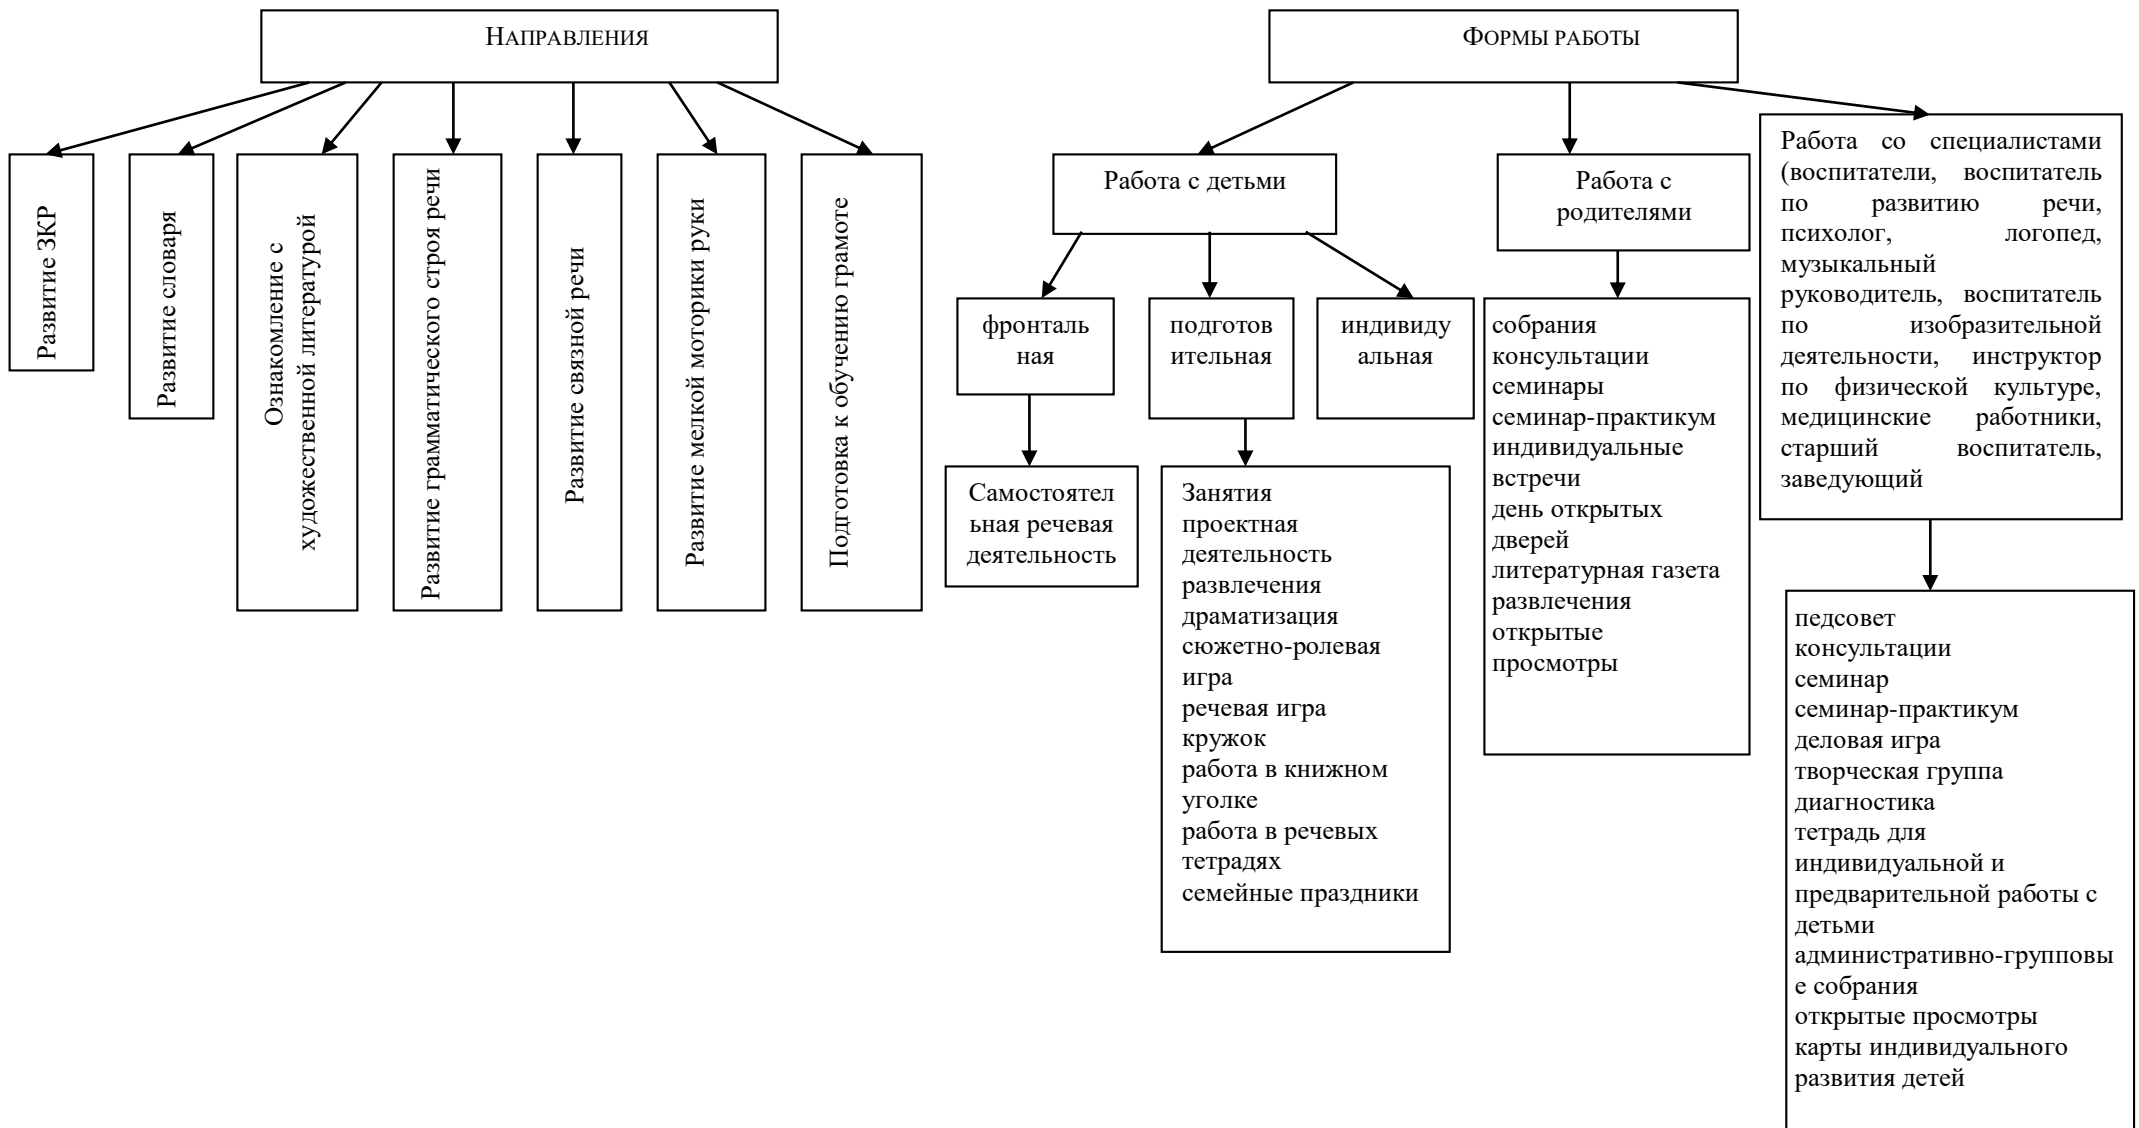 НАПРАВЛЕНИЯ
Развитие ЗКР
Развитие словаря
Ознакомление с
художественной литературой
Развитие грамматического строя речи
Развитие связной речи
Развитие мелкой моторики руки
Подготовка к обучению грамоте
ФОРМЫ РАБОТЫ
Работа с детьми
фронталь
ная
Самостоятел
ьная речевая
деятельность
подготов
ительная
Занятия
проектная
деятельность
развлечения
драматизация
сюжетно-ролевая
игра
речевая игра
кружок
работа в книжном
уголке
работа в речевых
тетрадях
семейные праздники
индивиду
альная
Работа с
родителями
собрания
консультации
семинары
семинар-практикум
индивидуальные
встречи
день открытых
дверей
литературная газета
развлечения
открытые
просмотры
Работа со специалистами
(воспитатели, воспитатель
по развитию речи,
психолог, логопед,
музыкальный
руководитель, воспитатель
по изобразительной
деятельности, инструктор
по физической культуре,
медицинские работники,
старший воспитатель,
заведующий
педсовет
консультации
семинар
семинар-практикум
деловая игра
творческая группа
диагностика
тетрадь для
индивидуальной и
предварительной работы с
детьми
административно-групповы
е собрания
открытые просмотры
карты индивидуального
развития детей